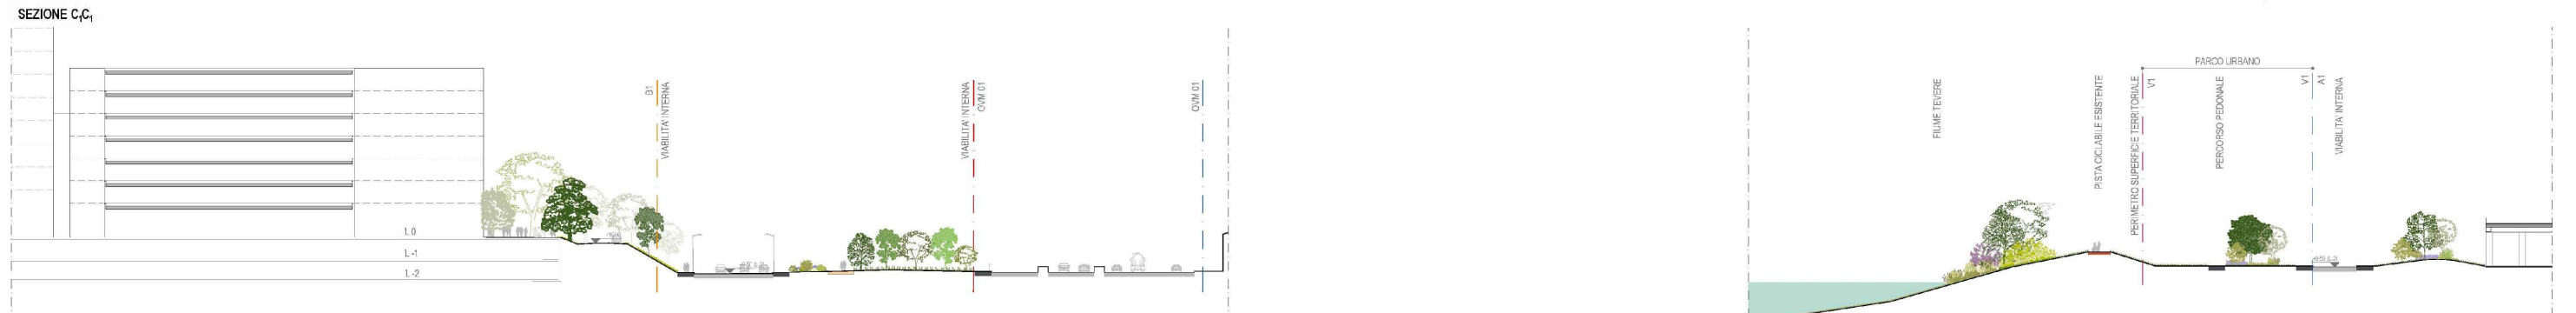 SEZIONE C₁C₁
L 0
L -1
L -2
B1
VIABILITA' INTERNA
VIABILITA' INTERNA
OVM 01
OVM 01
FIUME TEVERE
PISTA CICLABILE ESISTENTE
PERIMETRO SUPERFICIE TERRITORIALE
V1
PARCO URBANO
PERCORSO PEDONALE
V1
A1
VIABILITA' INTERNA